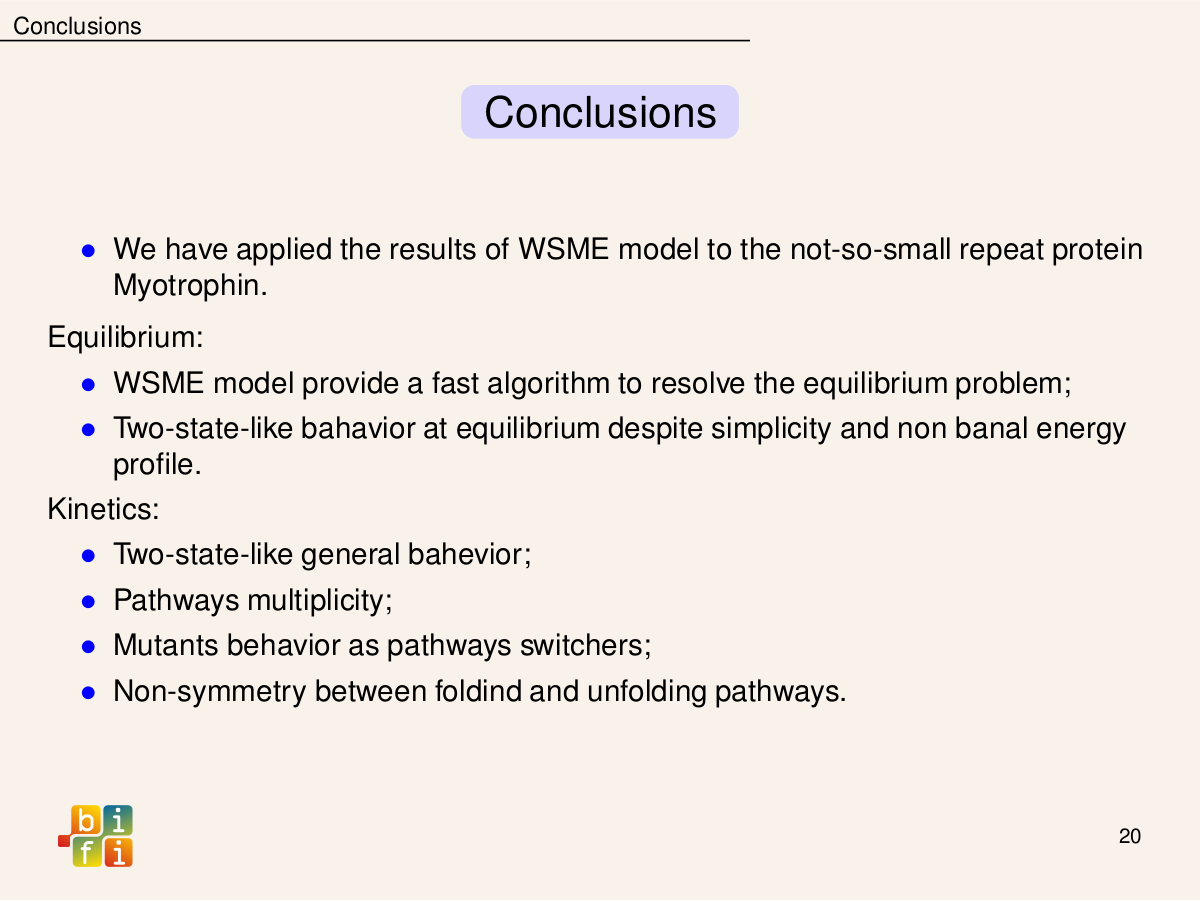 Conclusions
Conclusions
● We have applied the results of WSME model to the not-so-small repeat protein
Myotrophin.
Equilibrium:
● WSME model provide a fast algorithm to resolve the equilibrium problem;
● Two-state-like bahavior at equilibrium despite simplicity and non banal energy
profile.
Kinetics:
● Two-state-like general bahevior;
● Pathways multiplicity;
● Mutants behavior as pathways switchers;
● Non-symmetry between foldind and unfolding pathways.
b i
f i
20